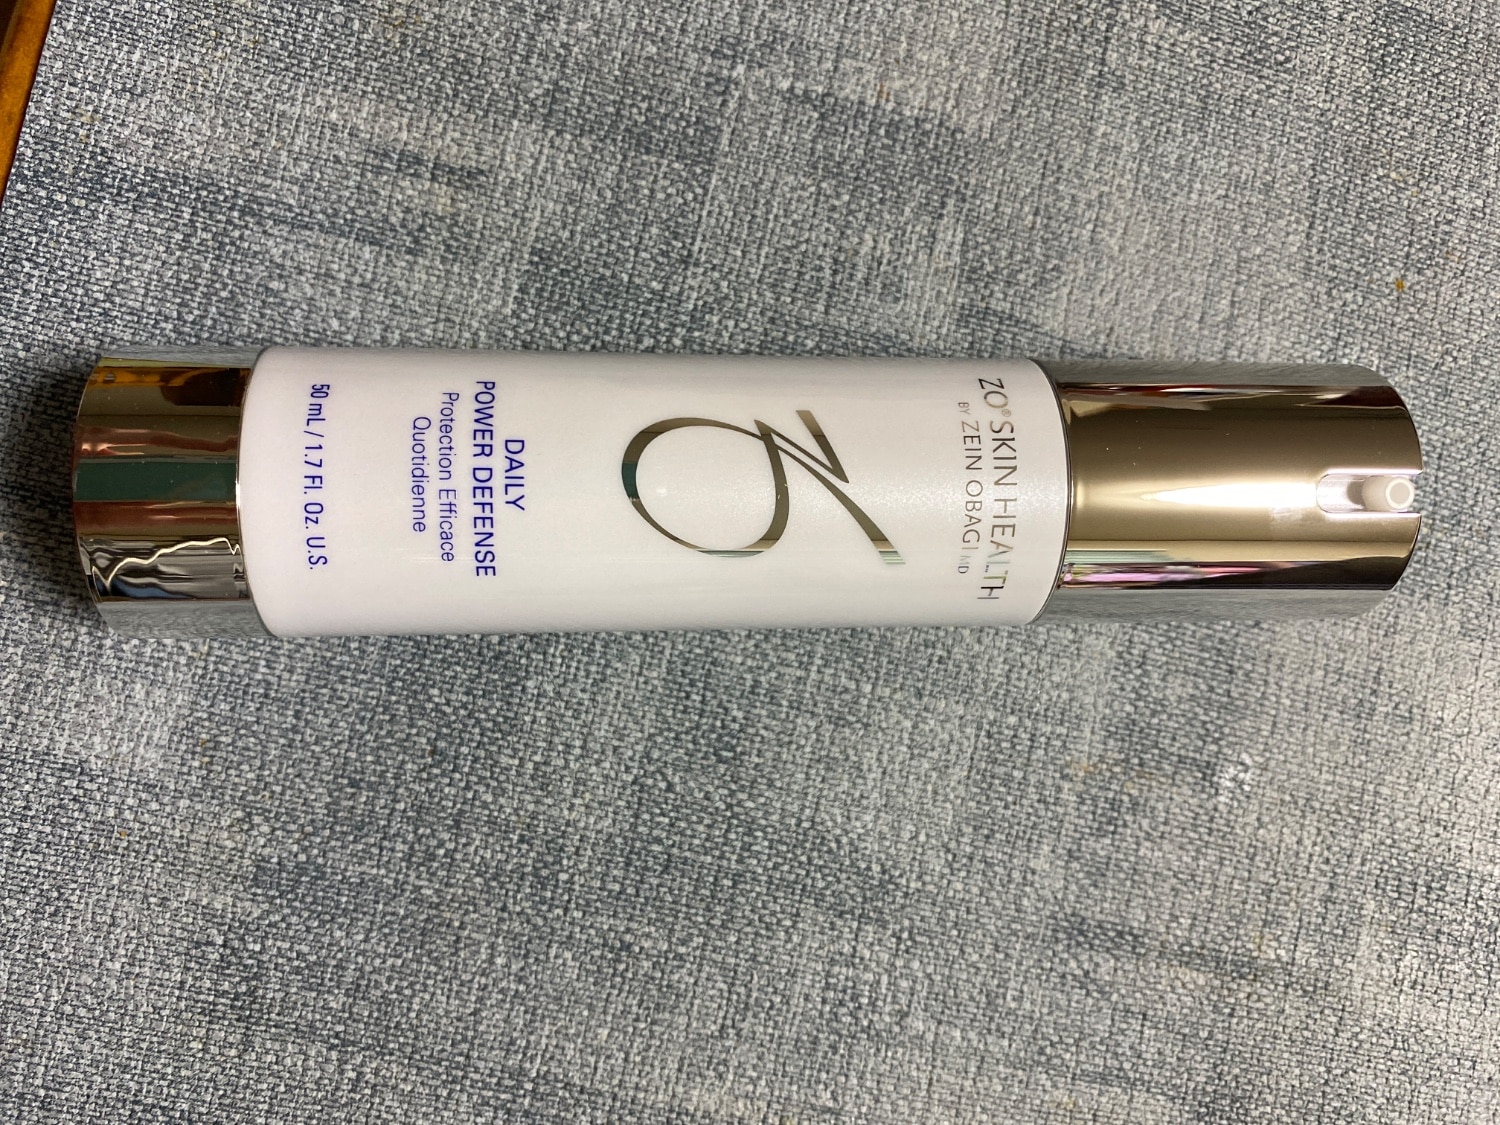 ZO® SKIN HEALTH
BY ZEIN OBAGI MD
DAILY
POWER DEFENSE
Protection Efficace
Quotidienne
50 mL / 1.7 Fl. Oz. U.S.